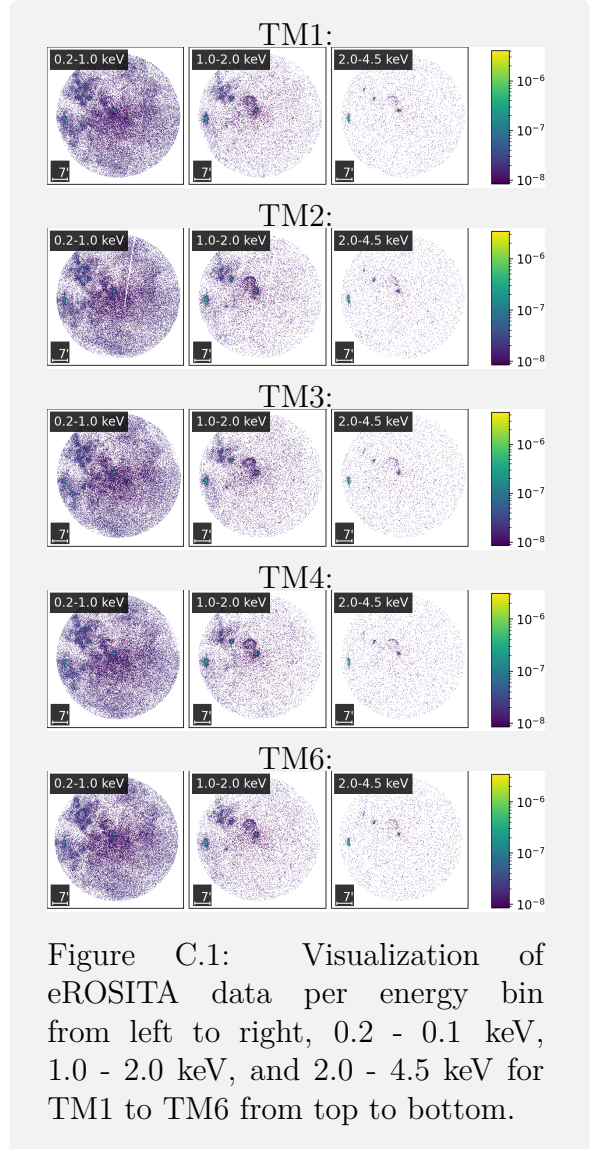 TM1:
0.2-1.0 keV 1.0-2.0 keV 2.0-4.5 keV
10⁻⁶
10⁻⁷
10⁻⁸
7' 7' 7'
TM2:
0.2-1.0 keV 1.0-2.0 keV 2.0-4.5 keV
10⁻⁶
10⁻⁷
10⁻⁸
7' 7' 7'
TM3:
0.2-1.0 keV 1.0-2.0 keV 2.0-4.5 keV
10⁻⁶
10⁻⁷
10⁻⁸
7' 7' 7'
TM4:
0.2-1.0 keV 1.0-2.0 keV 2.0-4.5 keV
10⁻⁶
10⁻⁷
10⁻⁸
7' 7' 7'
TM6:
0.2-1.0 keV 1.0-2.0 keV 2.0-4.5 keV
10⁻⁶
10⁻⁷
10⁻⁸
7' 7' 7'
Figure C.1: Visualization of
eROSITA data per energy bin
from left to right, 0.2 - 0.1 keV,
1.0 - 2.0 keV, and 2.0 - 4.5 keV for
TM1 to TM6 from top to bottom.